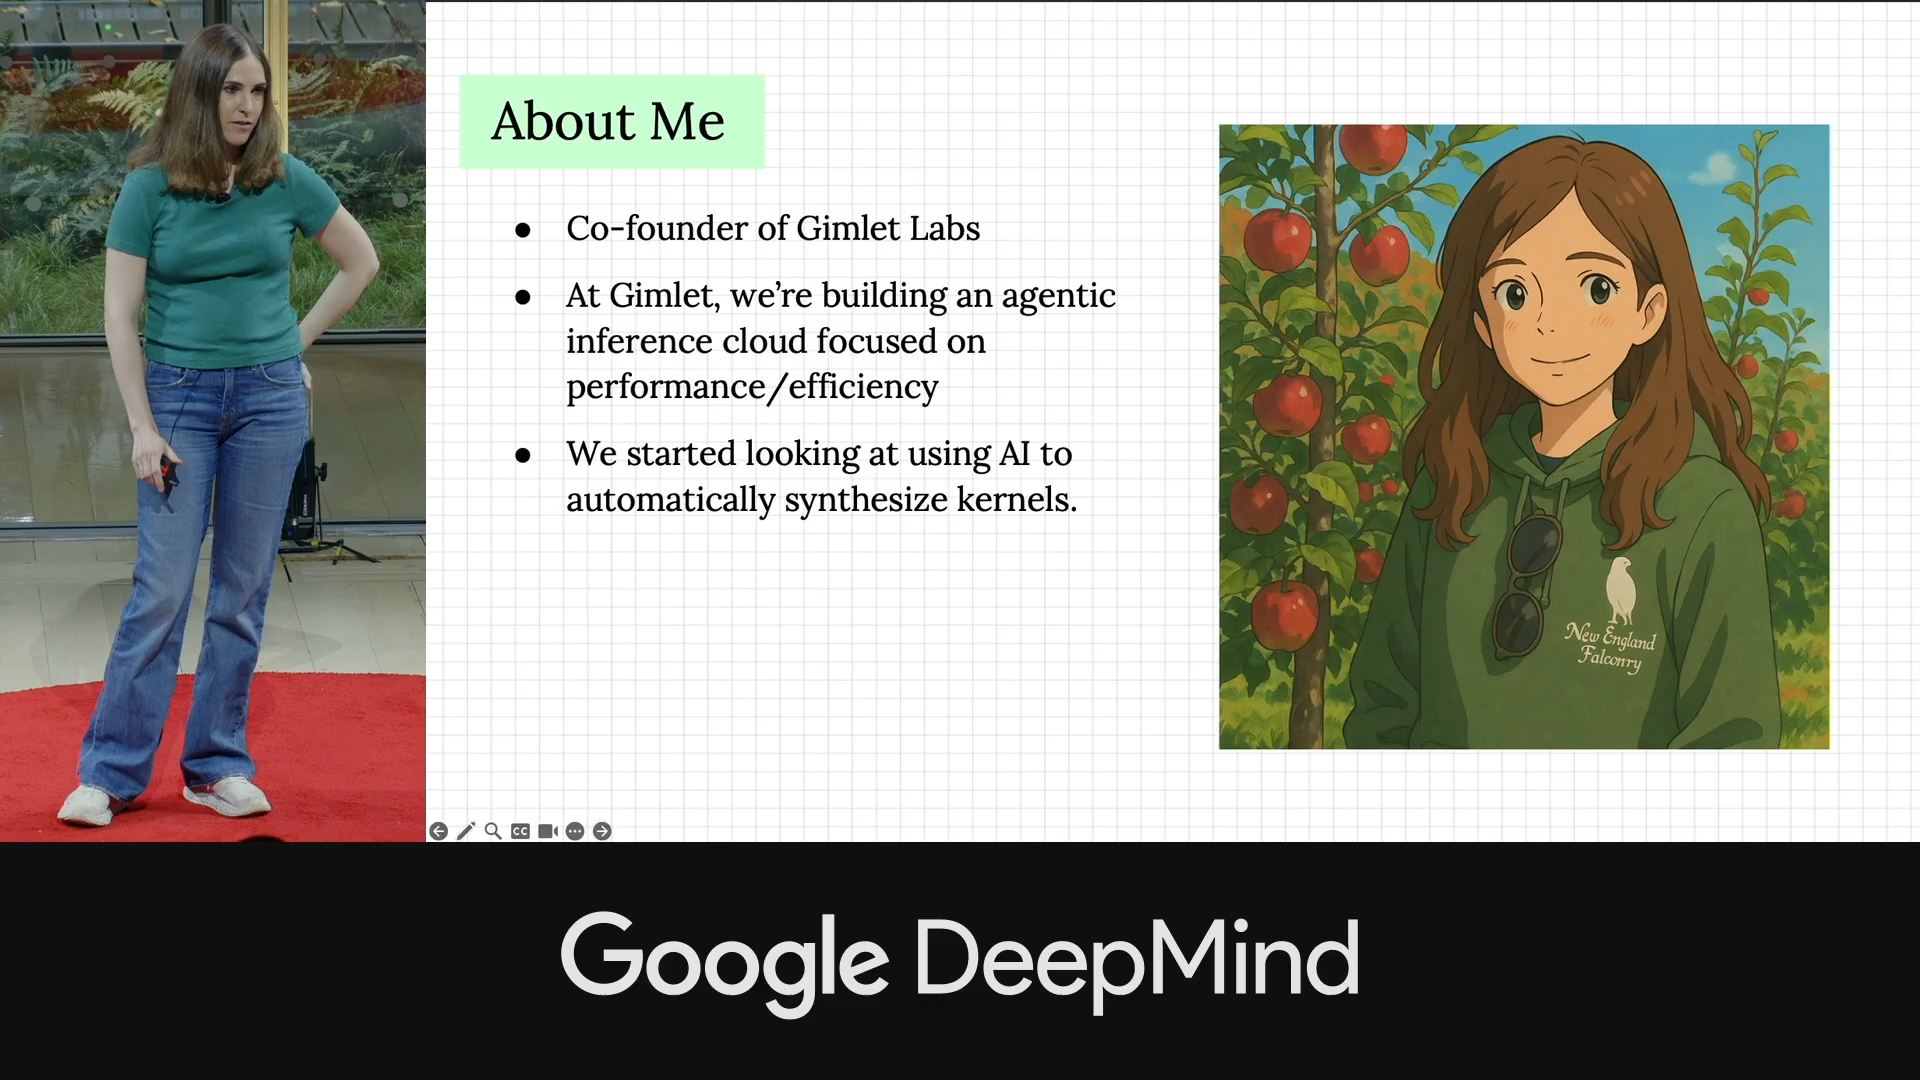 About Me
● Co-founder of Gimlet Labs
● At Gimlet, we're building an agentic
inference cloud focused on
performance/efficiency
● We started looking at using AI to
automatically synthesize kernels.
New England
Falconry
CC
Google DeepMind